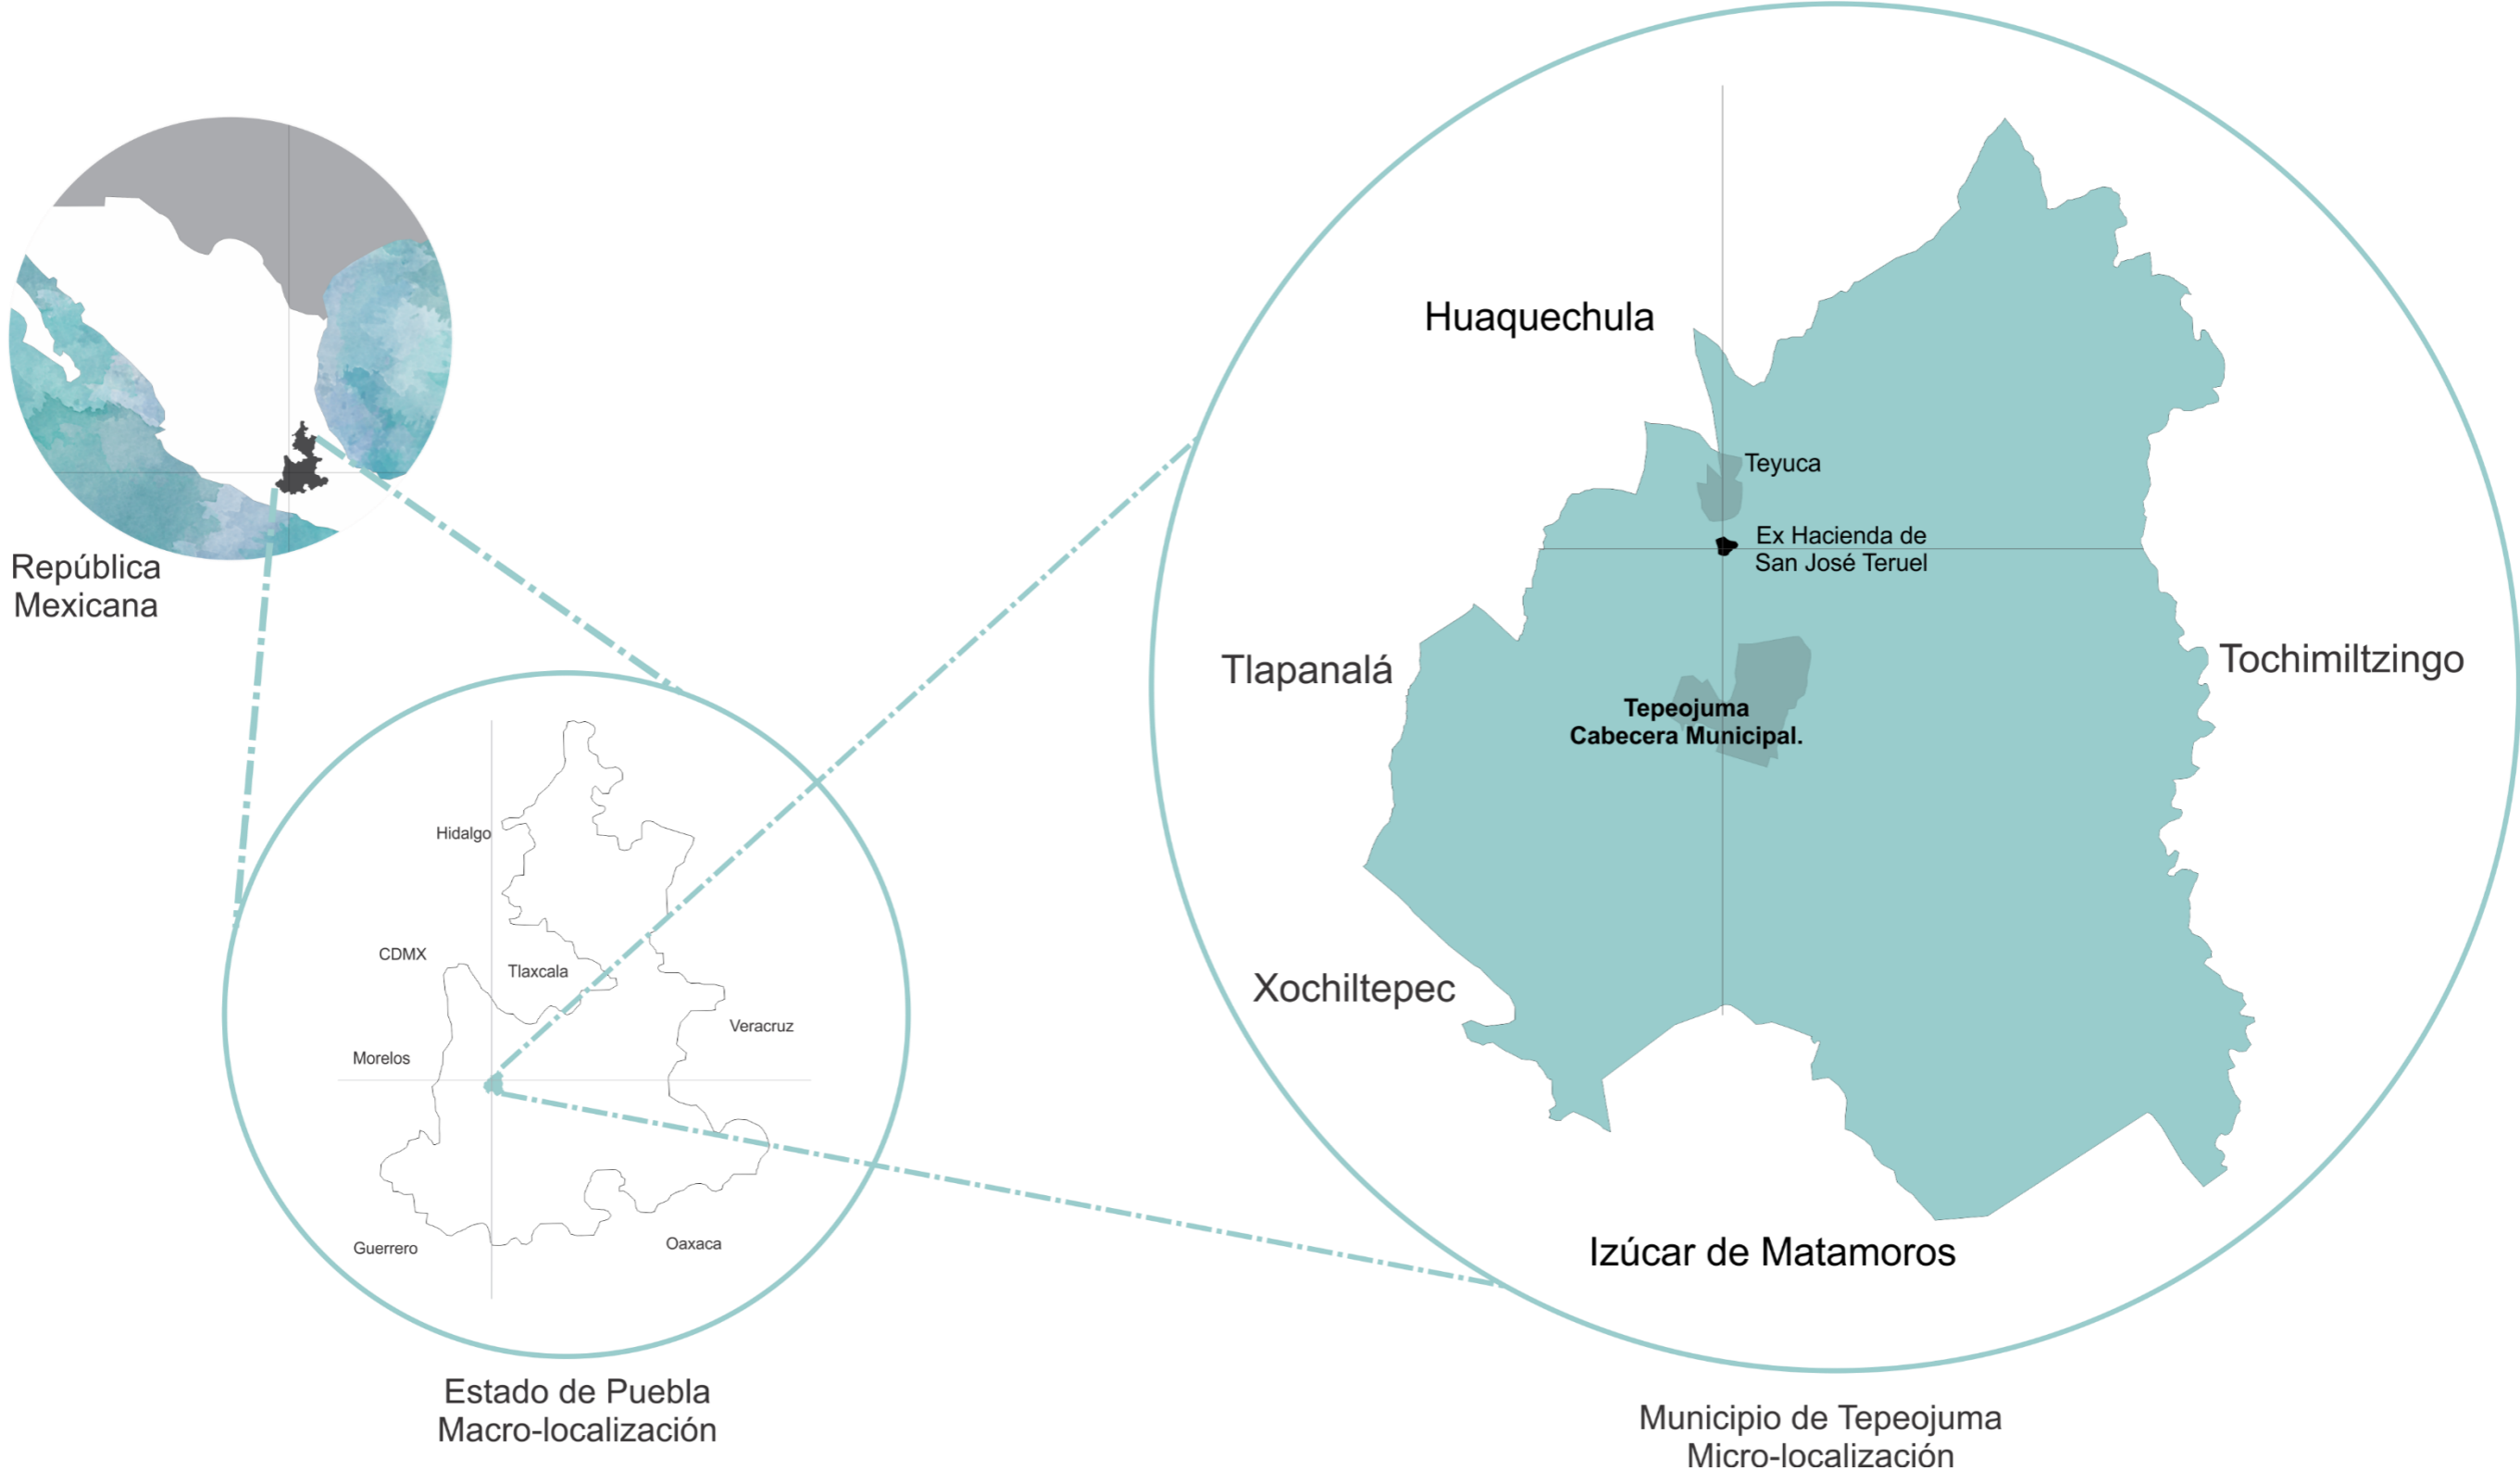 República
Mexicana
Hidalgo
CDMX
Tlaxcala
Veracruz
Morelos
Guerrero
Oaxaca
Estado de Puebla
Macro-localización
Huaquechula
Teyuca
Ex Hacienda de
San José Teruel
Tlapanalá
Tochimiltzingo
Tepeojuma
Cabecera Municipal.
Xochiltepec
Izúcar de Matamoros
Municipio de Tepeojuma
Micro-localización